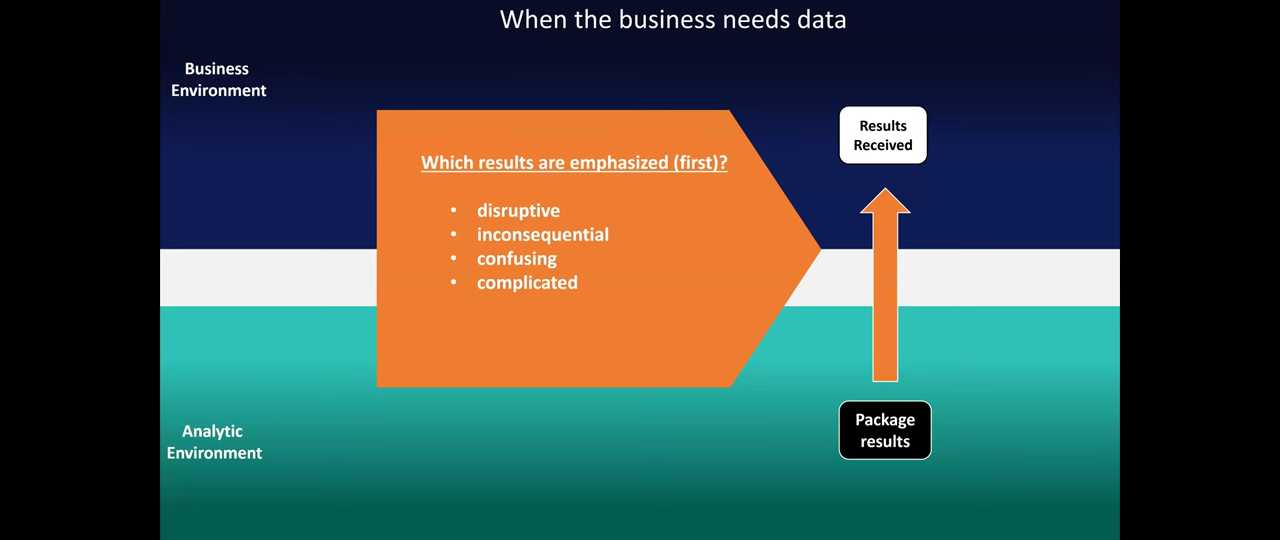 When the business needs data
Business
Environment
Which results are emphasized (first)?
• disruptive
• inconsequential
• confusing
• complicated
Results
Received
Package
results
Analytic
Environment